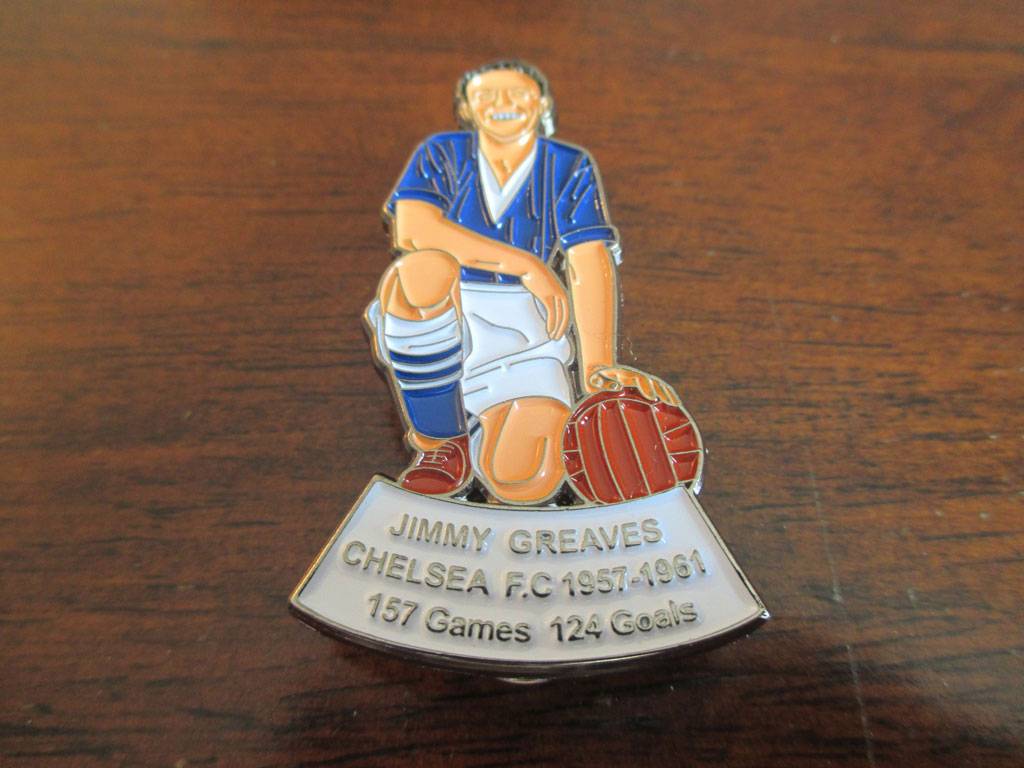 JIMMY GREAVES
CHELSEA F.C 1957-1961
157 Games 124 Goals